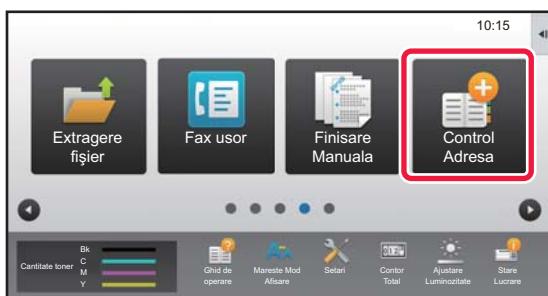 10:15
Extragere
fişier
Fax usor
Finisare
Manuala
Control
Adresa
Cantitate toner
Bk
C
M
Y
Ghid de
operare
Mareste Mod
Afisare
Setari
Contor
Total
Ajustare
Luminozitate
Stare
Lucrare